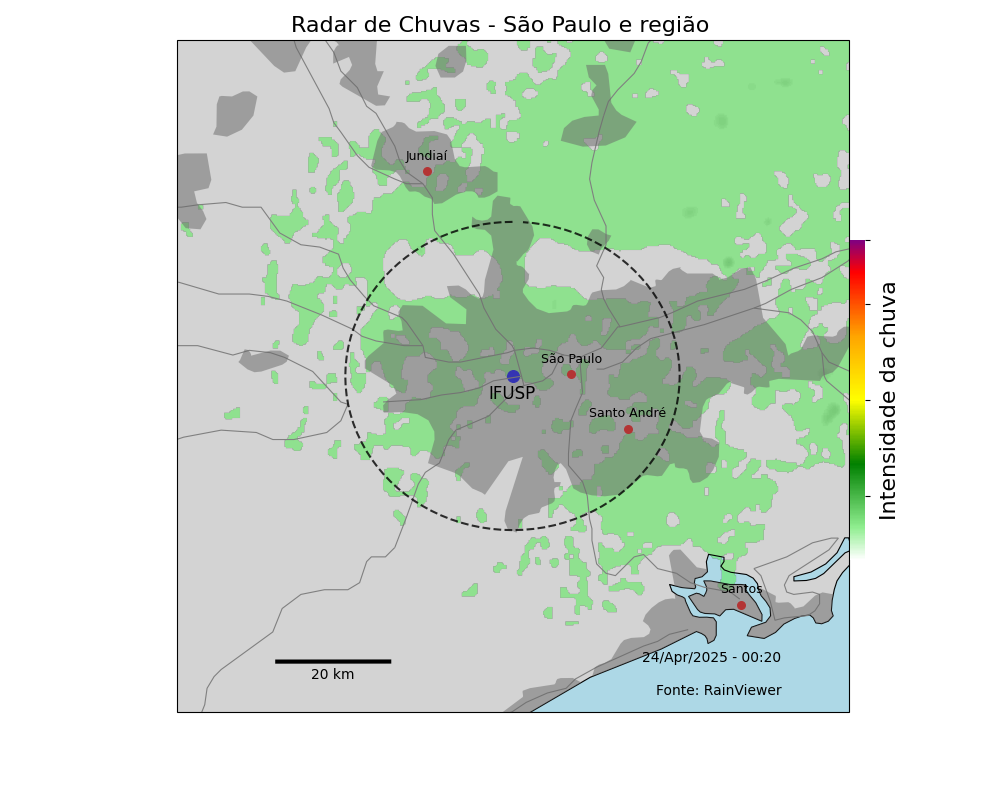 Radar de Chuvas - São Paulo e região
Jundiaí
São Paulo
IFUSP
Santo André
Santos
Intensidade da chuva
20 km
24/Apr/2025 - 00:20
Fonte: RainViewer